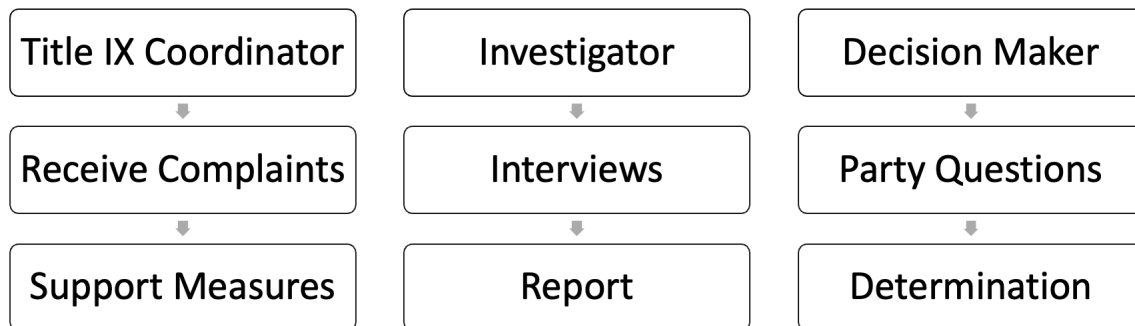 Title IX Coordinator
Receive Complaints
Support Measures
Investigator
Interviews
Report
Decision Maker
Party Questions
Determination